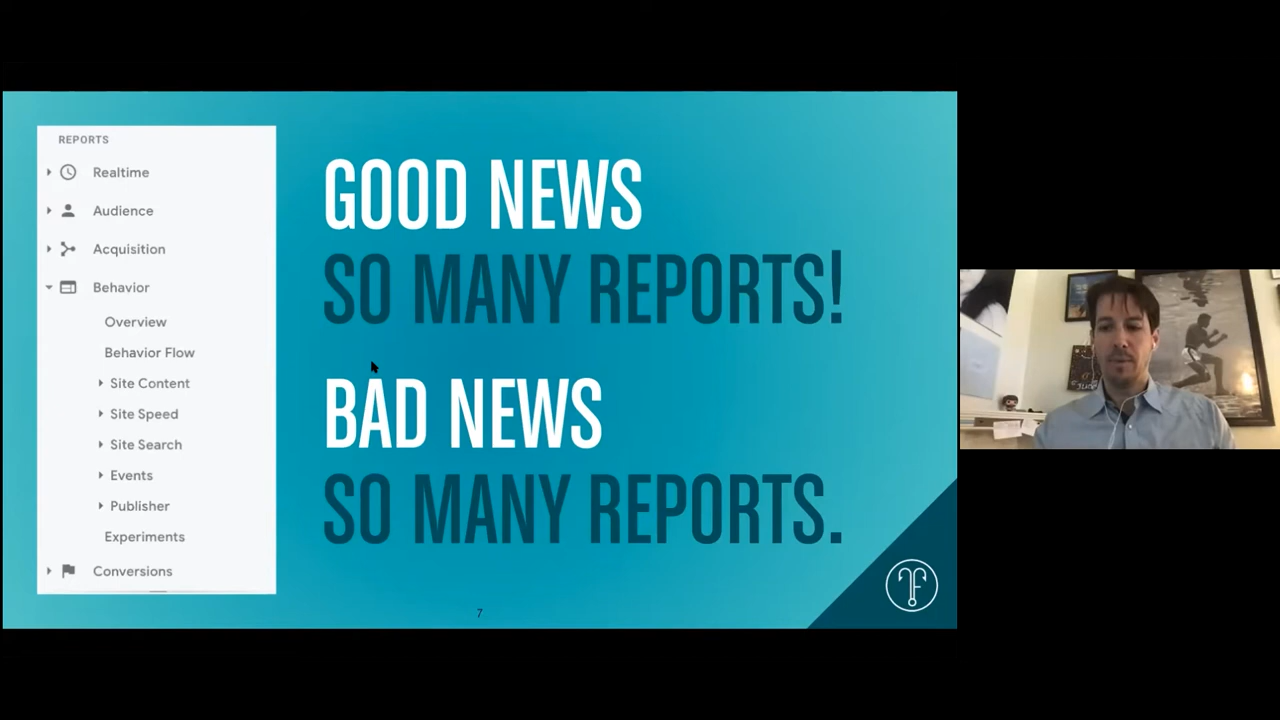 REPORTS
Realtime
Audience
Acquisition
Behavior
Overview
Behavior Flow
Site Content
Site Speed
Site Search
Events
Publisher
Experiments
Conversions
GOOD NEWS
SO MANY REPORTS!
BAD NEWS
SO MANY REPORTS.
7